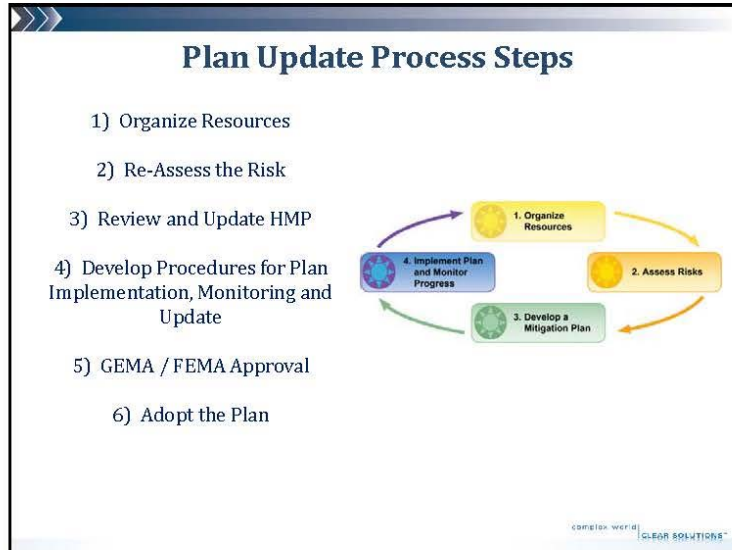 Plan Update Process Steps
1) Organize Resources
2) Re-Assess the Risk
3) Review and Update HMP
4) Develop Procedures for Plan
Implementation, Monitoring and
Update
5) GEMA / FEMA Approval
6) Adopt the Plan
1. Organize
Resources
2. Assess Risks
3. Develop a
Mitigation Plan
4. Implement Plan
and Monitor
Progress
complex world CLEAR SOLUTIONS™